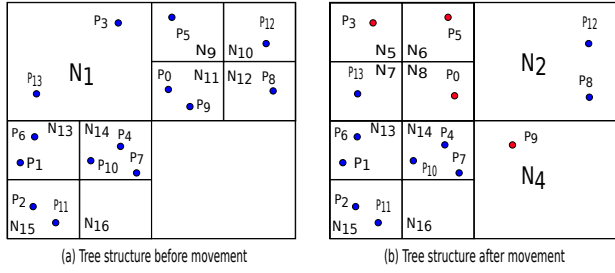 P3
P5
N9
N10
P12
N1
P13
P0
N11
P9
N12
P8
P6
N13
P1
N14
P4
P10
P7
P2
P11
N15
N16
(a) Tree structure before movement
P3
N5
N6
P5
P12
N2
P13
N7
N8
P0
P8
P6
N13
P1
N14
P4
P10
P7
P9
N4
P2
P11
N15
N16
(b) Tree structure after movement